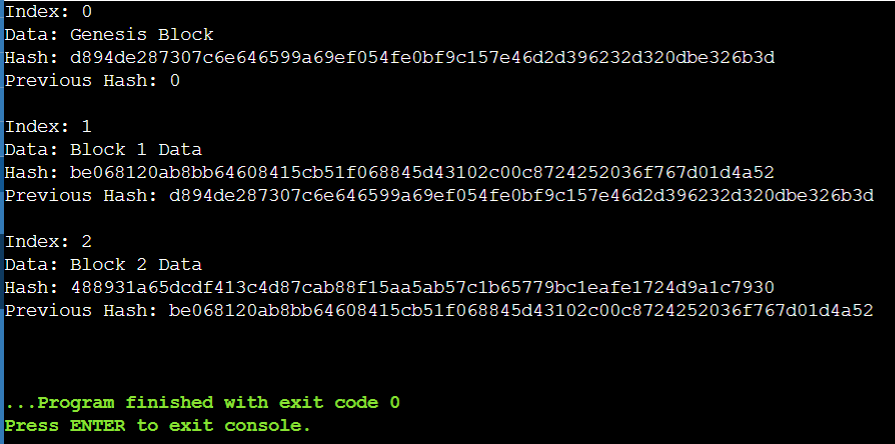 Index: 0
Data: Genesis Block
Hash: d894de287307c6e646599a69ef054fe0bf9c157e46d2d396232d320dbe326b3d
Previous Hash: 0
Index: 1
Data: Block 1 Data
Hash: be068120ab8bb64608415cb51f068845d43102c00c8724252036f767d01d4a52
Previous Hash: d894de287307c6e646599a69ef054fe0bf9c157e46d2d396232d320dbe326b3d
Index: 2
Data: Block 2 Data
Hash: 488931a65dcdf413c4d87cab88f15aa5ab57c1b65779bc1eafe1724d9a1c7930
Previous Hash: be068120ab8bb64608415cb51f068845d43102c00c8724252036f767d01d4a52
...Program finished with exit code 0
Press ENTER to exit console.